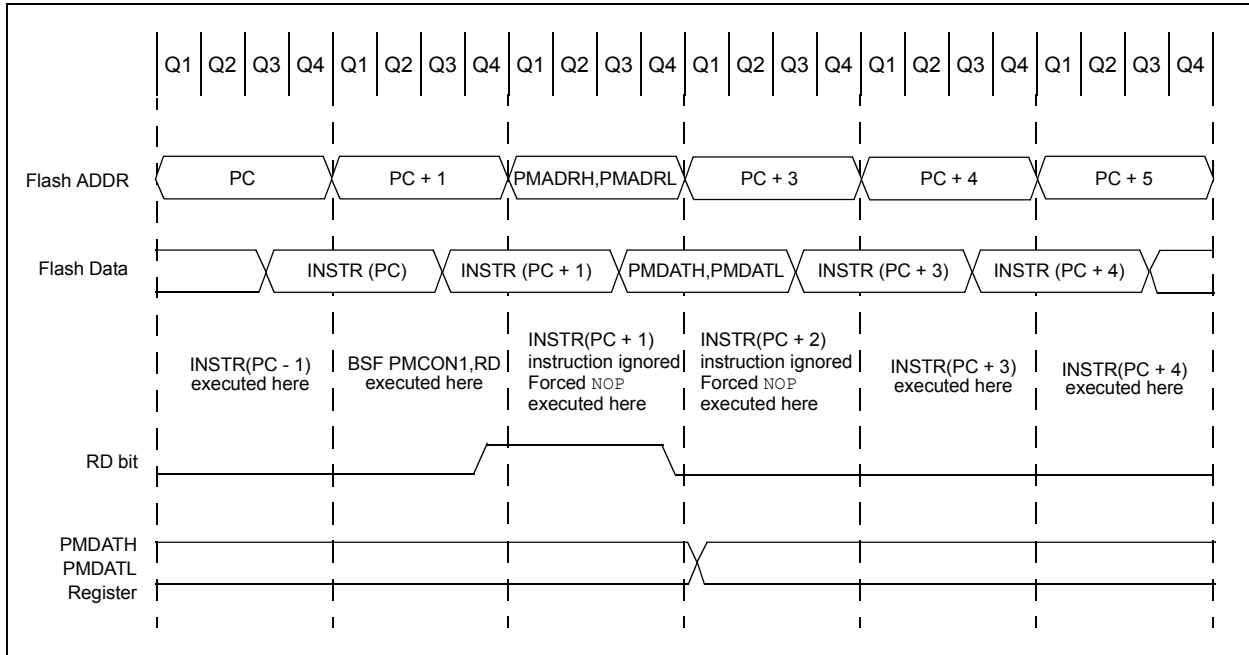 Q1 Q2 Q3 Q4 Q1 Q2 Q3 Q4 Q1 Q2 Q3 Q4 Q1 Q2 Q3 Q4 Q1 Q2 Q3 Q4 Q1 Q2 Q3 Q4
Flash ADDR PC PC + 1 PMADRH,PMADRL PC + 3 PC + 4 PC + 5
Flash Data INSTR (PC) INSTR (PC + 1) PMDATH,PMDATL INSTR (PC + 3) INSTR (PC + 4)
INSTR(PC - 1)
executed here
BSF PMCON1,RD
executed here
INSTR(PC + 1)
instruction ignored
Forced NOP
executed here
INSTR(PC + 2)
instruction ignored
Forced NOP
executed here
INSTR(PC + 3)
executed here
INSTR(PC + 4)
executed here
RD bit
PMDATH
PMDATL
Register